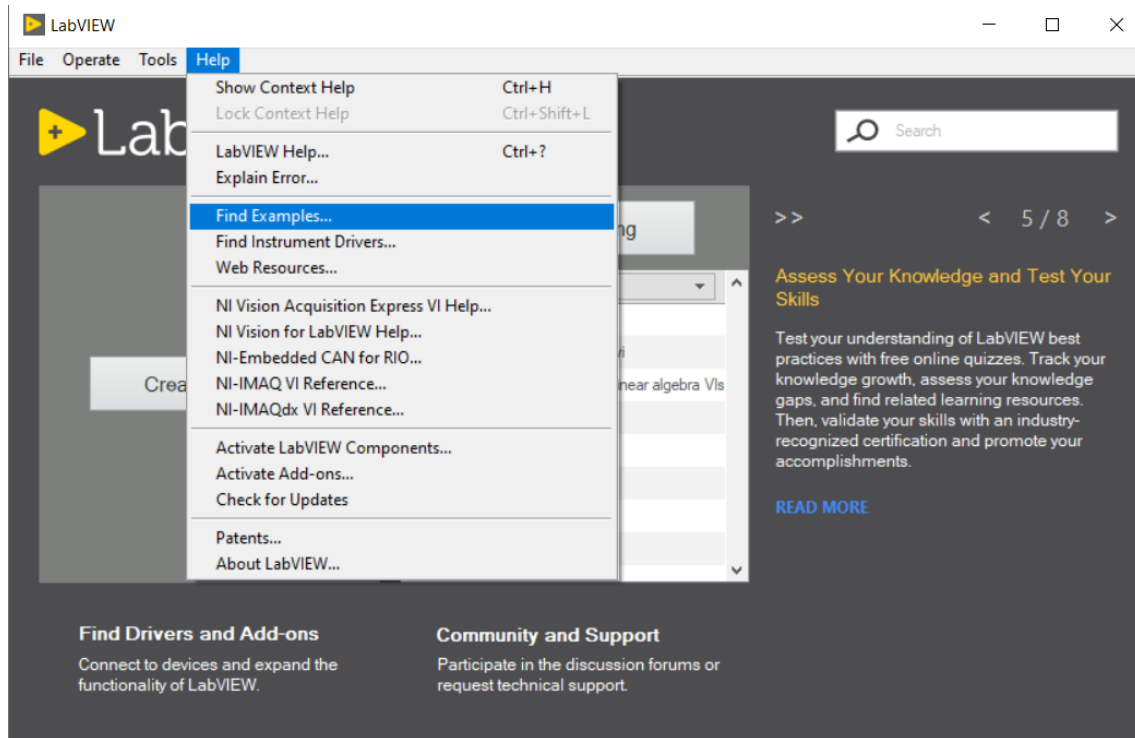 LabVIEW
File Operate Tools Help
Show Context Help Ctrl+H
Lock Context Help Ctrl+Shift+L
LabVIEW Help... Ctrl+?
Explain Error...
Find Examples...
Find Instrument Drivers...
Web Resources...
NI Vision Acquisition Express VI Help...
NI Vision for LabVIEW Help...
NI-Embedded CAN for RIO...
NI-IMAQ VI Reference...
NI-IMAQdx VI Reference...
Activate LabVIEW Components...
Activate Add-ons...
Check for Updates
Patents...
About LabVIEW...
Lab
Search
Crea
ng
vi
inear algebra VIs
>> < 5 / 8 >
Assess Your Knowledge and Test Your
Skills
Test your understanding of LabVIEW best
practices with free online quizzes. Track your
knowledge growth, assess your knowledge
gaps, and find related learning resources.
Then, validate your skills with an industry-
recognized certification and promote your
accomplishments.
READ MORE
Find Drivers and Add-ons
Connect to devices and expand the
functionality of LabVIEW.
Community and Support
Participate in the discussion forums or
request technical support.